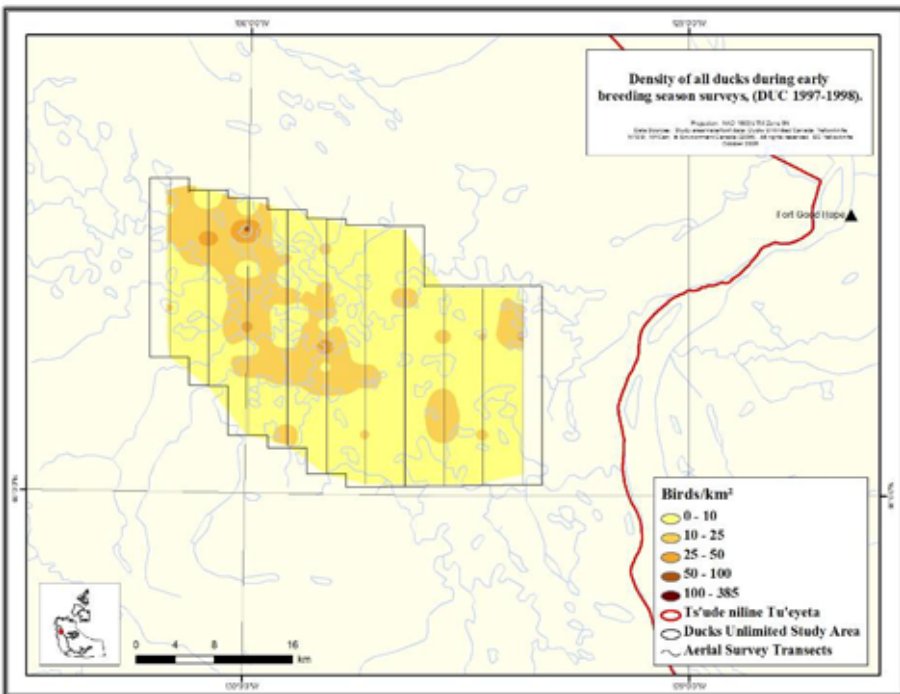 Density of all ducks during early
breeding season surveys, (DUC 1997-1998).
Fort Good Hope
Birds/km²
0 - 10
10 - 25
25 - 50
50 - 100
100 - 385
Ts'ude niline Tu'eyeta
Ducks Unlimited Study Area
Aerial Survey Transects
0 4 8 16
km